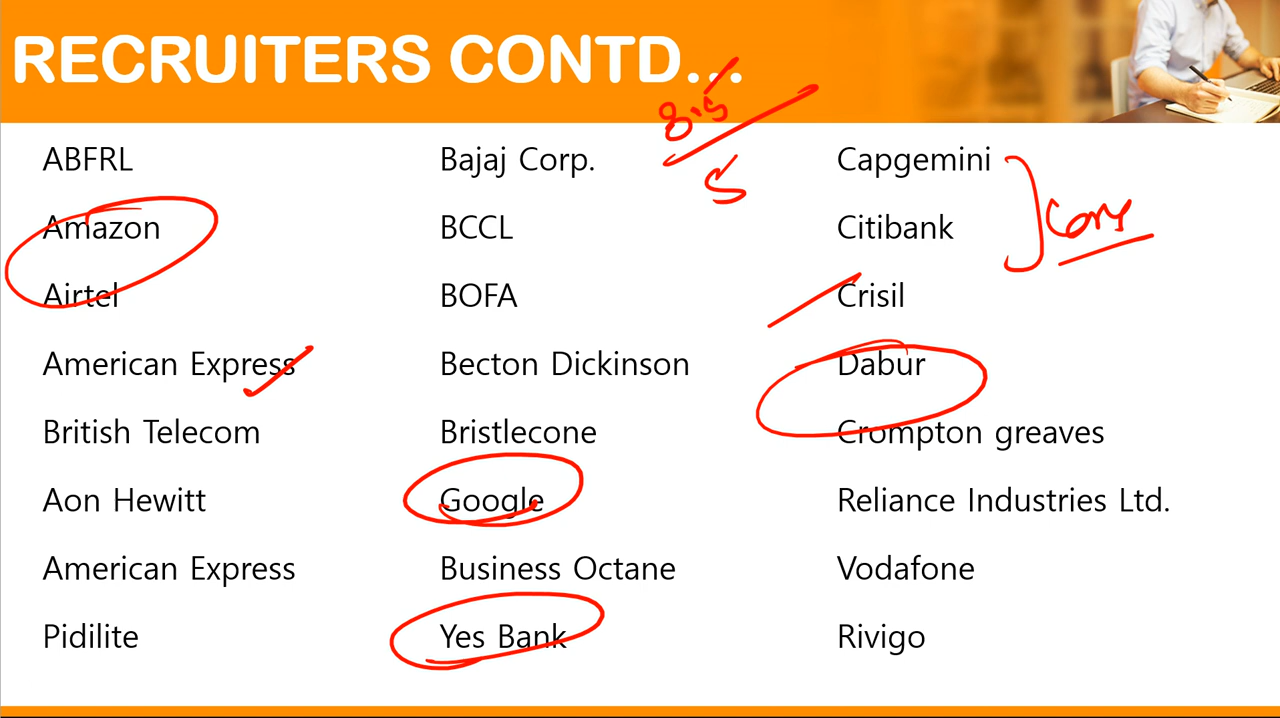 RECRUITERS CONTD...
8.5
5
ABFRL Bajaj Corp. Capgemini
Amazon BCCL Citibank
Airtel BOFA Crisil
American Express Becton Dickinson Dabur
British Telecom Bristlecone Crompton greaves
Aon Hewitt Google Reliance Industries Ltd.
American Express Business Octane Vodafone
Pidilite Yes Bank Rivigo